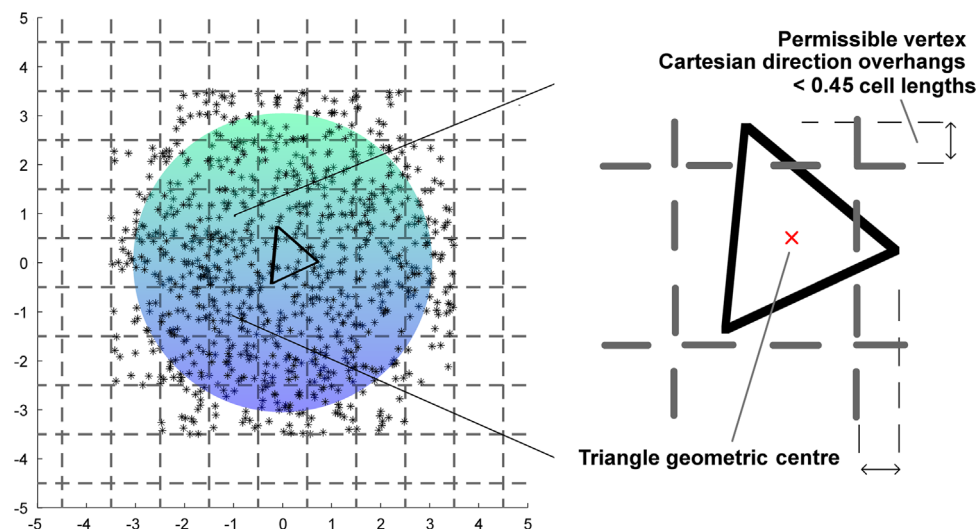 5
4
3
2
1
0
-1
-2
-3
-4
-5
-5 -4 -3 -2 -1 0 1 2 3 4 5
Permissible vertex
Cartesian direction overhangs
< 0.45 cell lengths
Triangle geometric centre